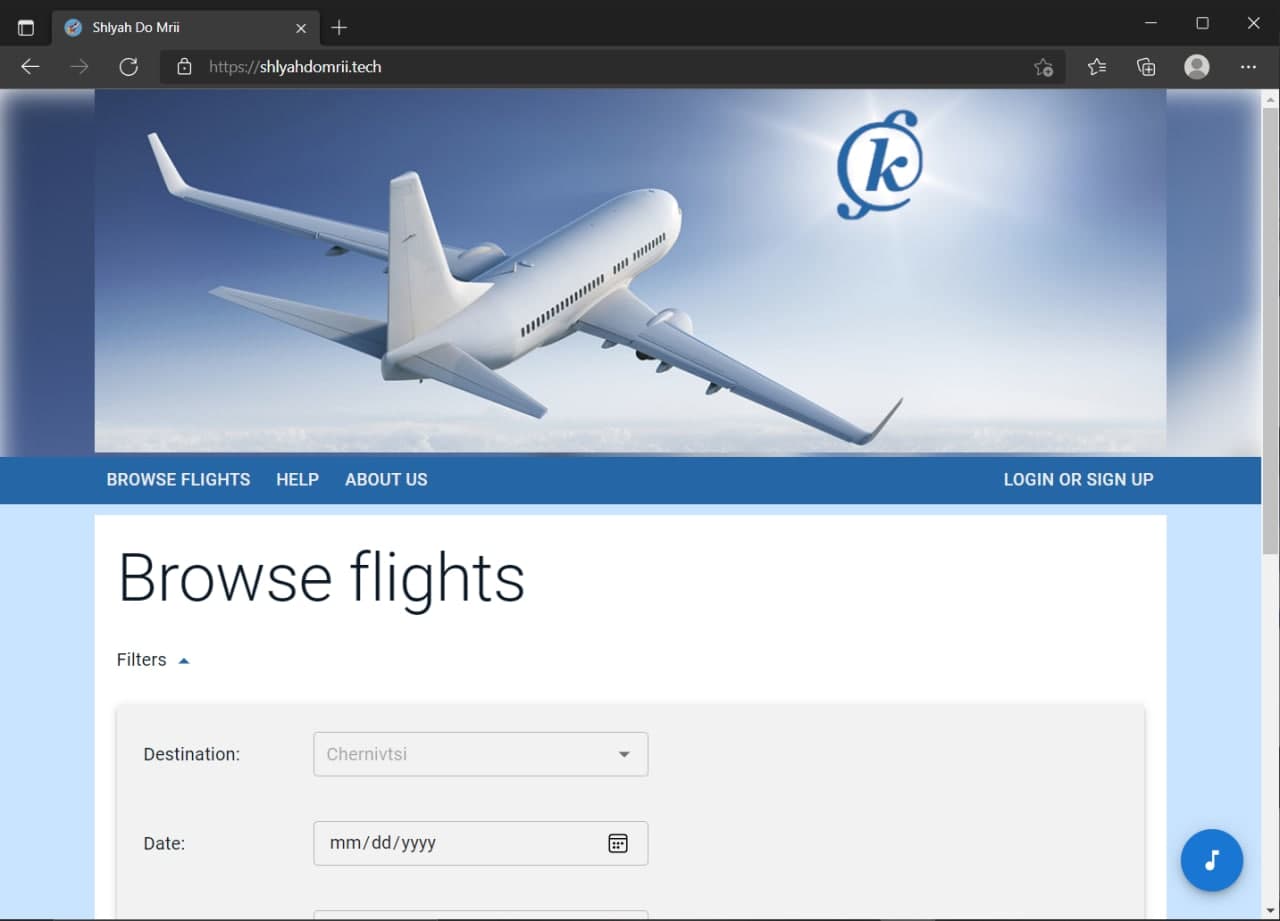 Shlyah Do Mrii
https://shlyahdomrii.tech
k
BROWSE FLIGHTS HELP ABOUT US LOGIN OR SIGN UP
Browse flights
Filters
Destination: Chernivtsi
Date: mm/dd/yyyy